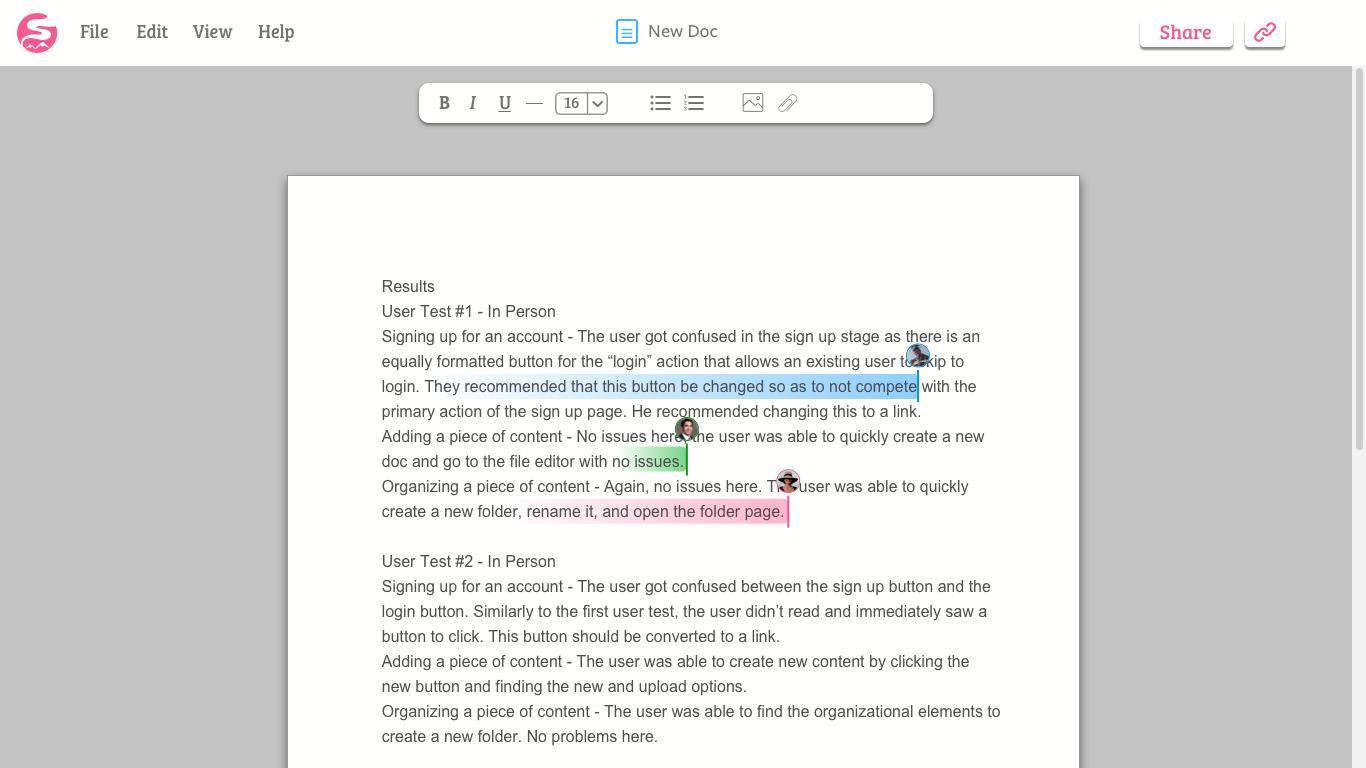 File Edit View Help New Doc Share
B I U 16
Results
User Test #1 - In Person
Signing up for an account - The user got confused in the sign up stage as there is an
equally formatted button for the “login” action that allows an existing user to skip to
login. They recommended that this button be changed so as to not compete with the
primary action of the sign up page. He recommended changing this to a link.
Adding a piece of content - No issues here. The user was able to quickly create a new
doc and go to the file editor with no issues.
Organizing a piece of content - Again, no issues here. The user was able to quickly
create a new folder, rename it, and open the folder page.
User Test #2 - In Person
Signing up for an account - The user got confused between the sign up button and the
login button. Similarly to the first user test, the user didn’t read and immediately saw a
button to click. This button should be converted to a link.
Adding a piece of content - The user was able to create new content by clicking the
new button and finding the new and upload options.
Organizing a piece of content - The user was able to find the organizational elements to
create a new folder. No problems here.